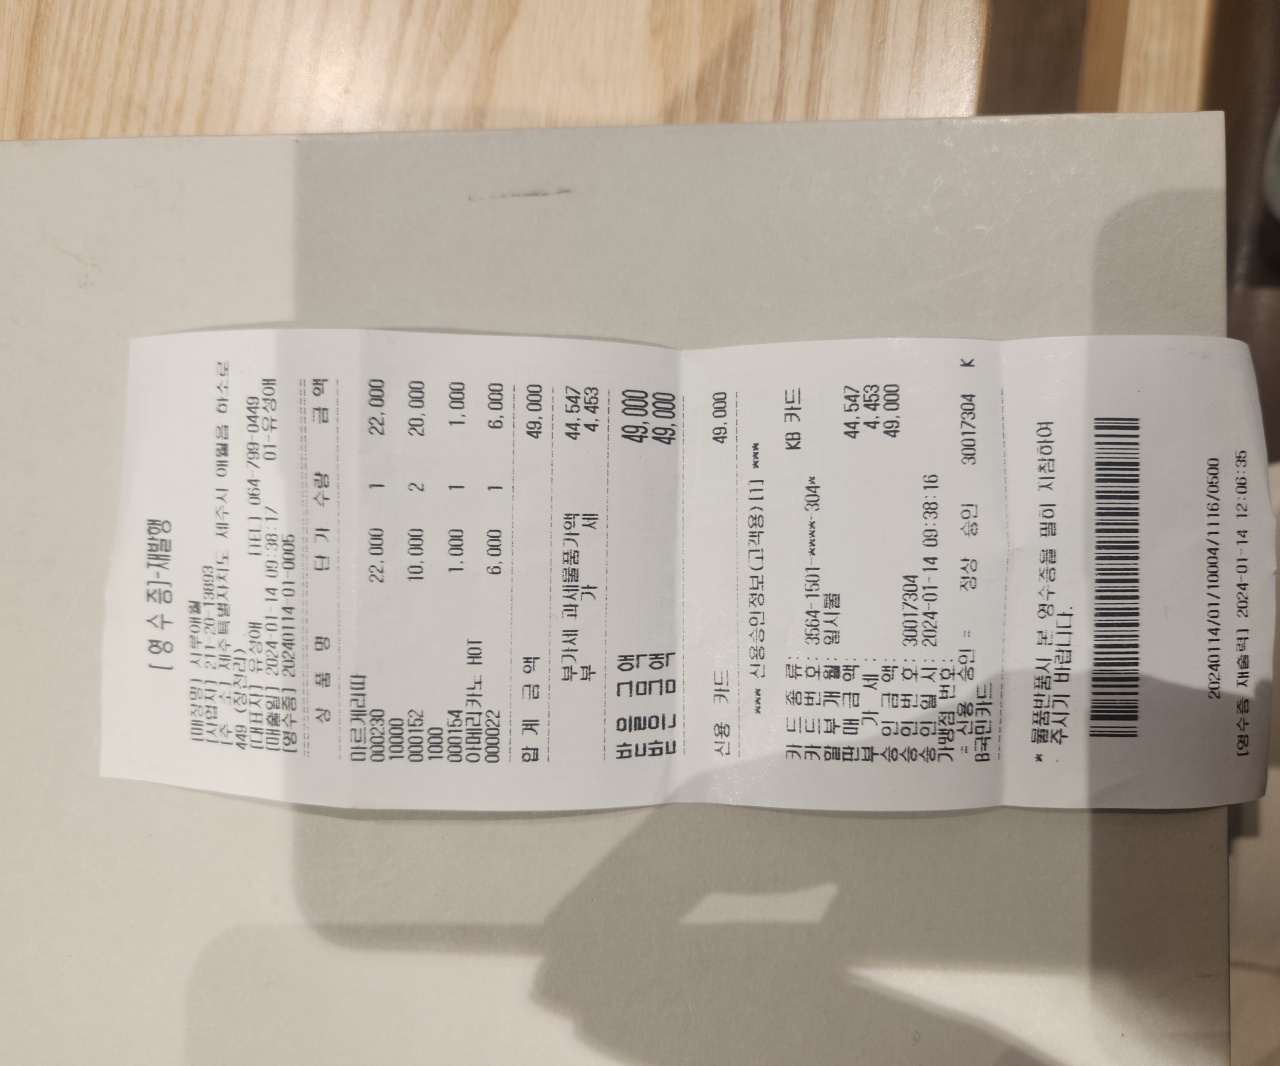 [영 수 증]-재발행
[매장명] 시루애월
[사업자] 211-20-13893
[주 소] 제주특별자치도 제주시 애월읍 하소로
449 (장전리)
[대표자] 유성애 [TEL] 064-799-0449
[매출일] 2024-01-14 09:38:17 01-유성애
[영수증] 20240114-01-0005
상 품 명 단 가 수량 금 액
마르게리따
000230 22,000 1 22,000
10000
000152 10,000 2 20,000
1000
000154 1,000 1 1,000
아메리카노 HOT
000022 6,000 1 6,000
합 계 금 액 49,000
부가세 과세물품가액 44,547
부 가 세 4,453
받을금액 49,000
받은금액 49,000
신용 카드 49,000
*** 신용승인정보(고객용) [1] ***
카 드 종 류: KB 카드
카 드 번 호: 3564-1501-****-304*
할 부 개 월: 일시불
판 매 금 액: 44,547
부 가 세: 4,453
승 인 금 액: 49,000
승 인 번 호: 30017304
승 인 일 시: 2024-01-14 09:38:16
가맹점 번호:
= 신용승인 = 정상 승인 30017304 K
B국민카드
* 물품반품시 본 영수증을 필히 지참하여
주시기 바랍니다.
20240114/01/10004/1116/0500
[영수증 재출력] 2024-01-14 12:06:35